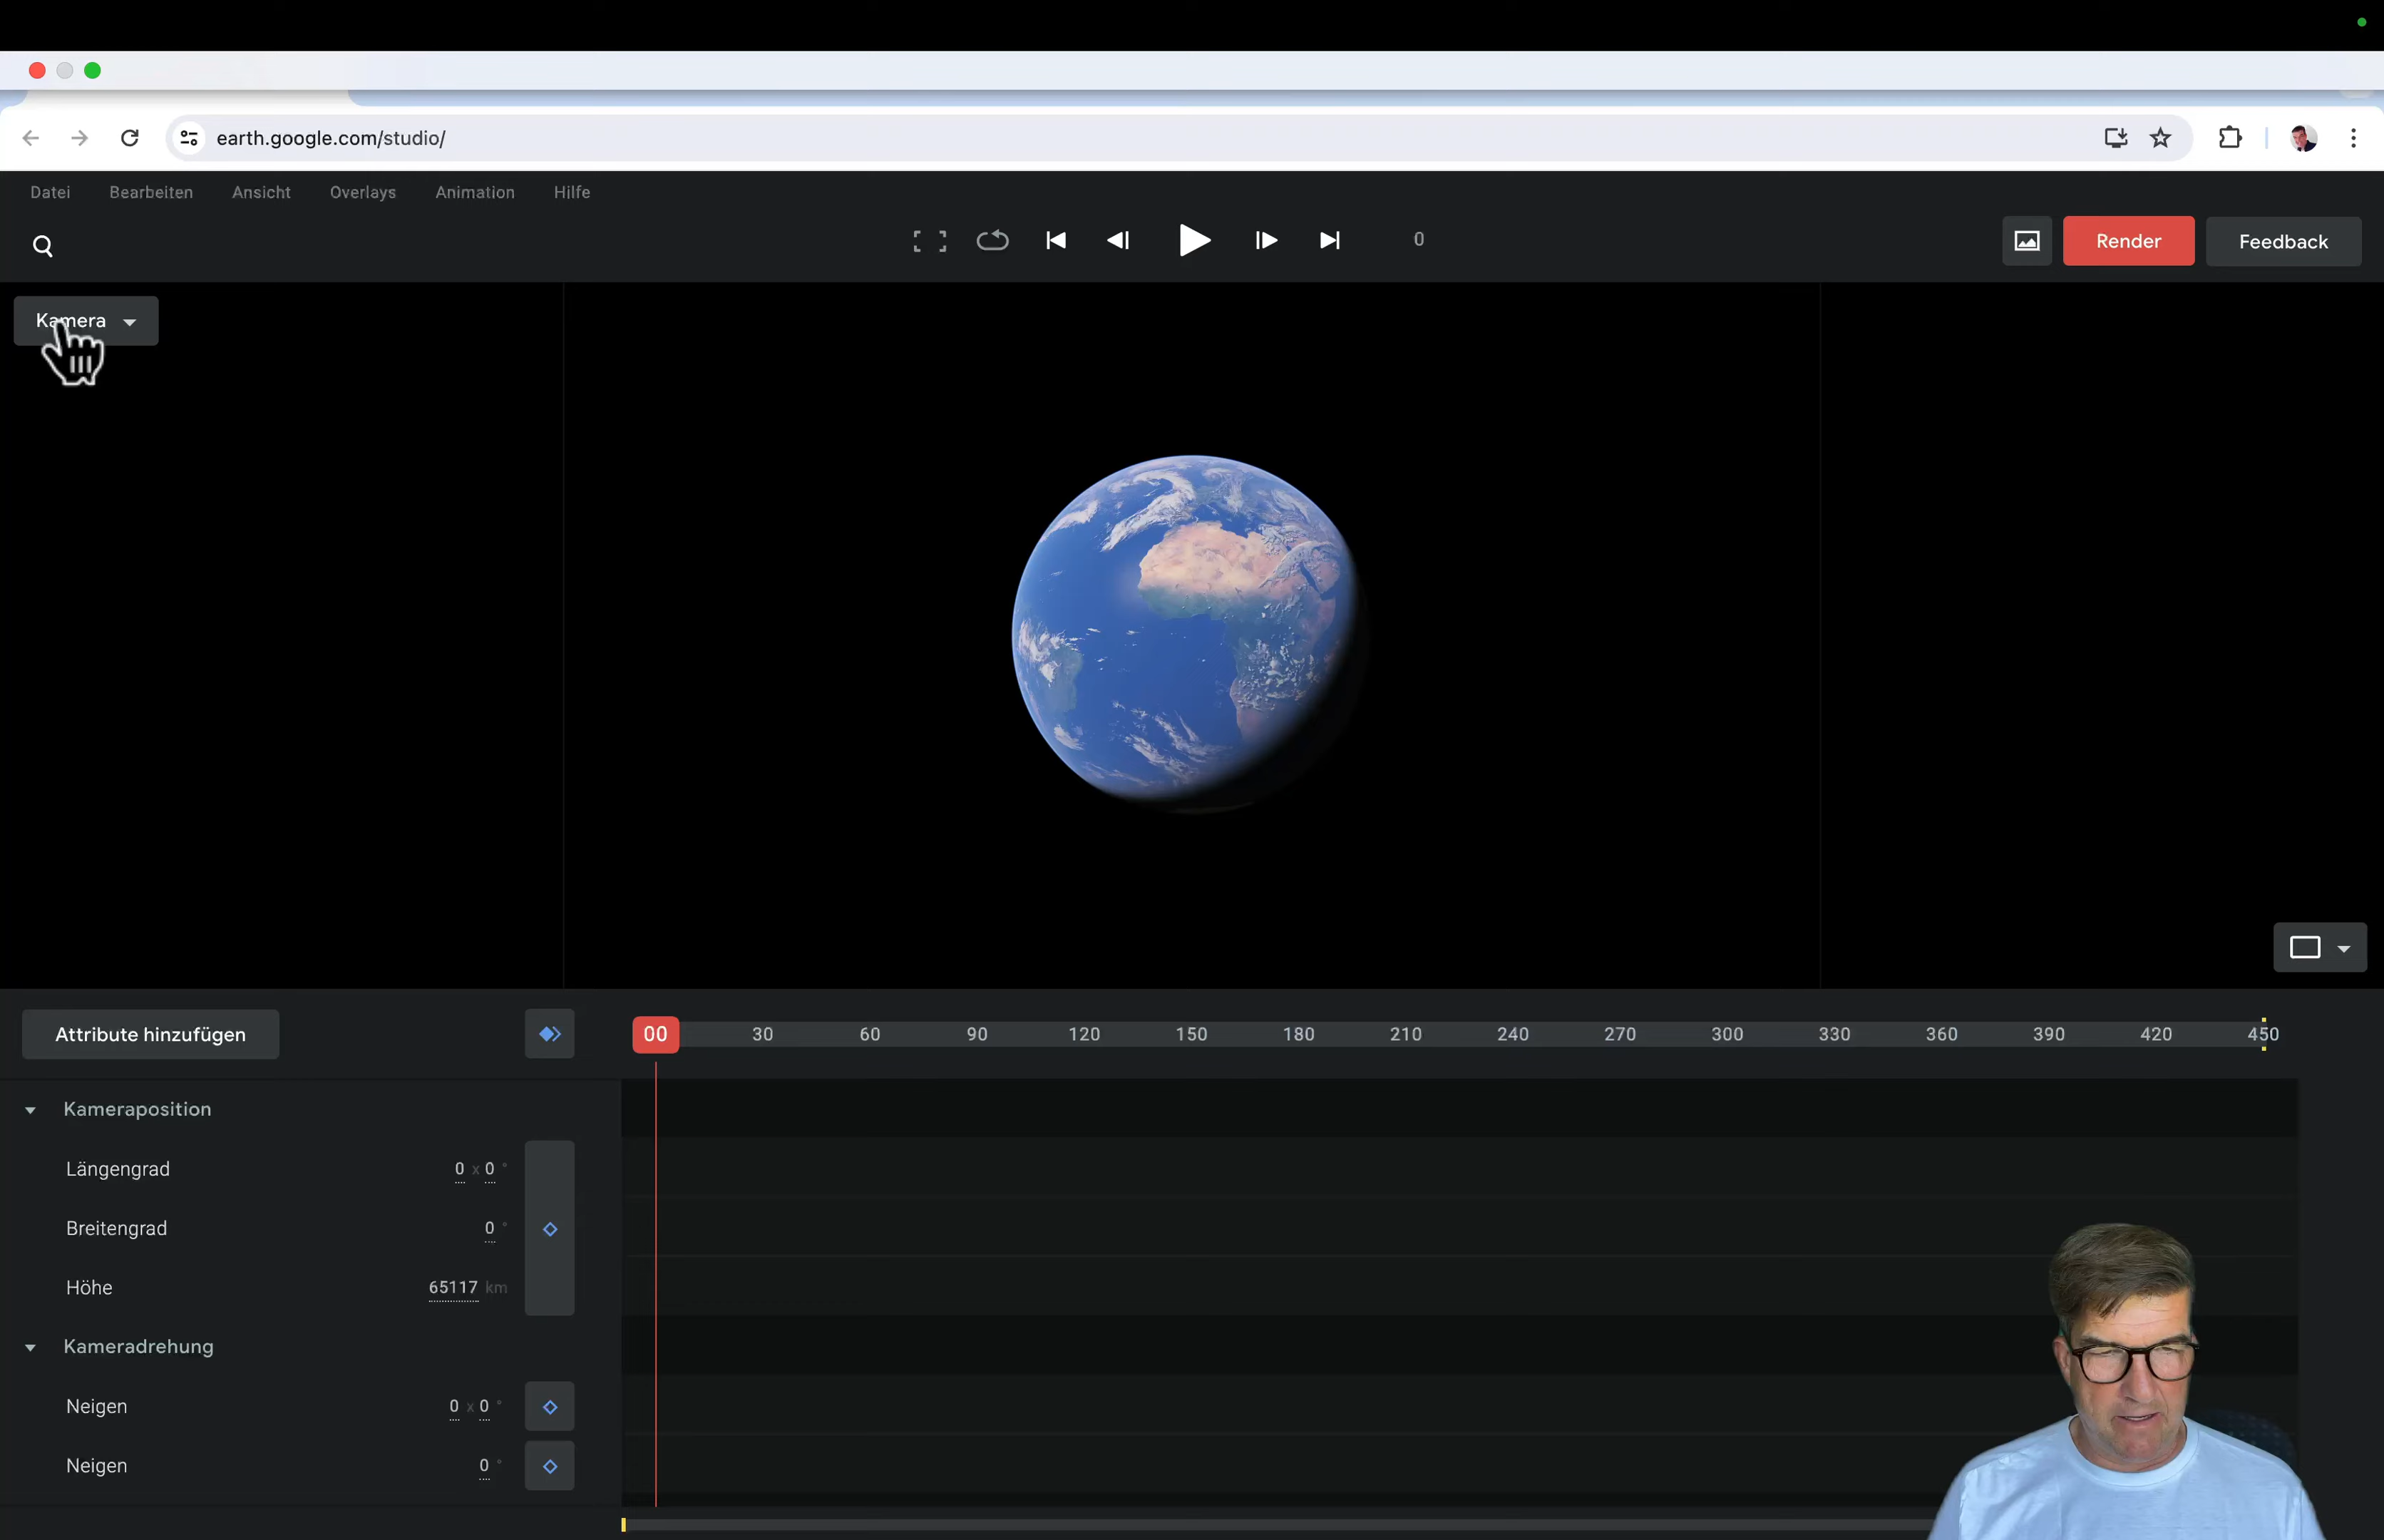 earth.google.com/studio/
Datei Bearbeiten Ansicht Overlays Animation Hilfe
0 Render Feedback
Kamera
Attribute hinzufügen 00 30 60 90 120 150 180 210 240 270 300 330 360 390 420 450
Kameraposition
Längengrad 0 x 0 °
Breitengrad 0 °
Höhe 65117 km
Kameradrehung
Neigen 0 x 0 °
Neigen 0 °